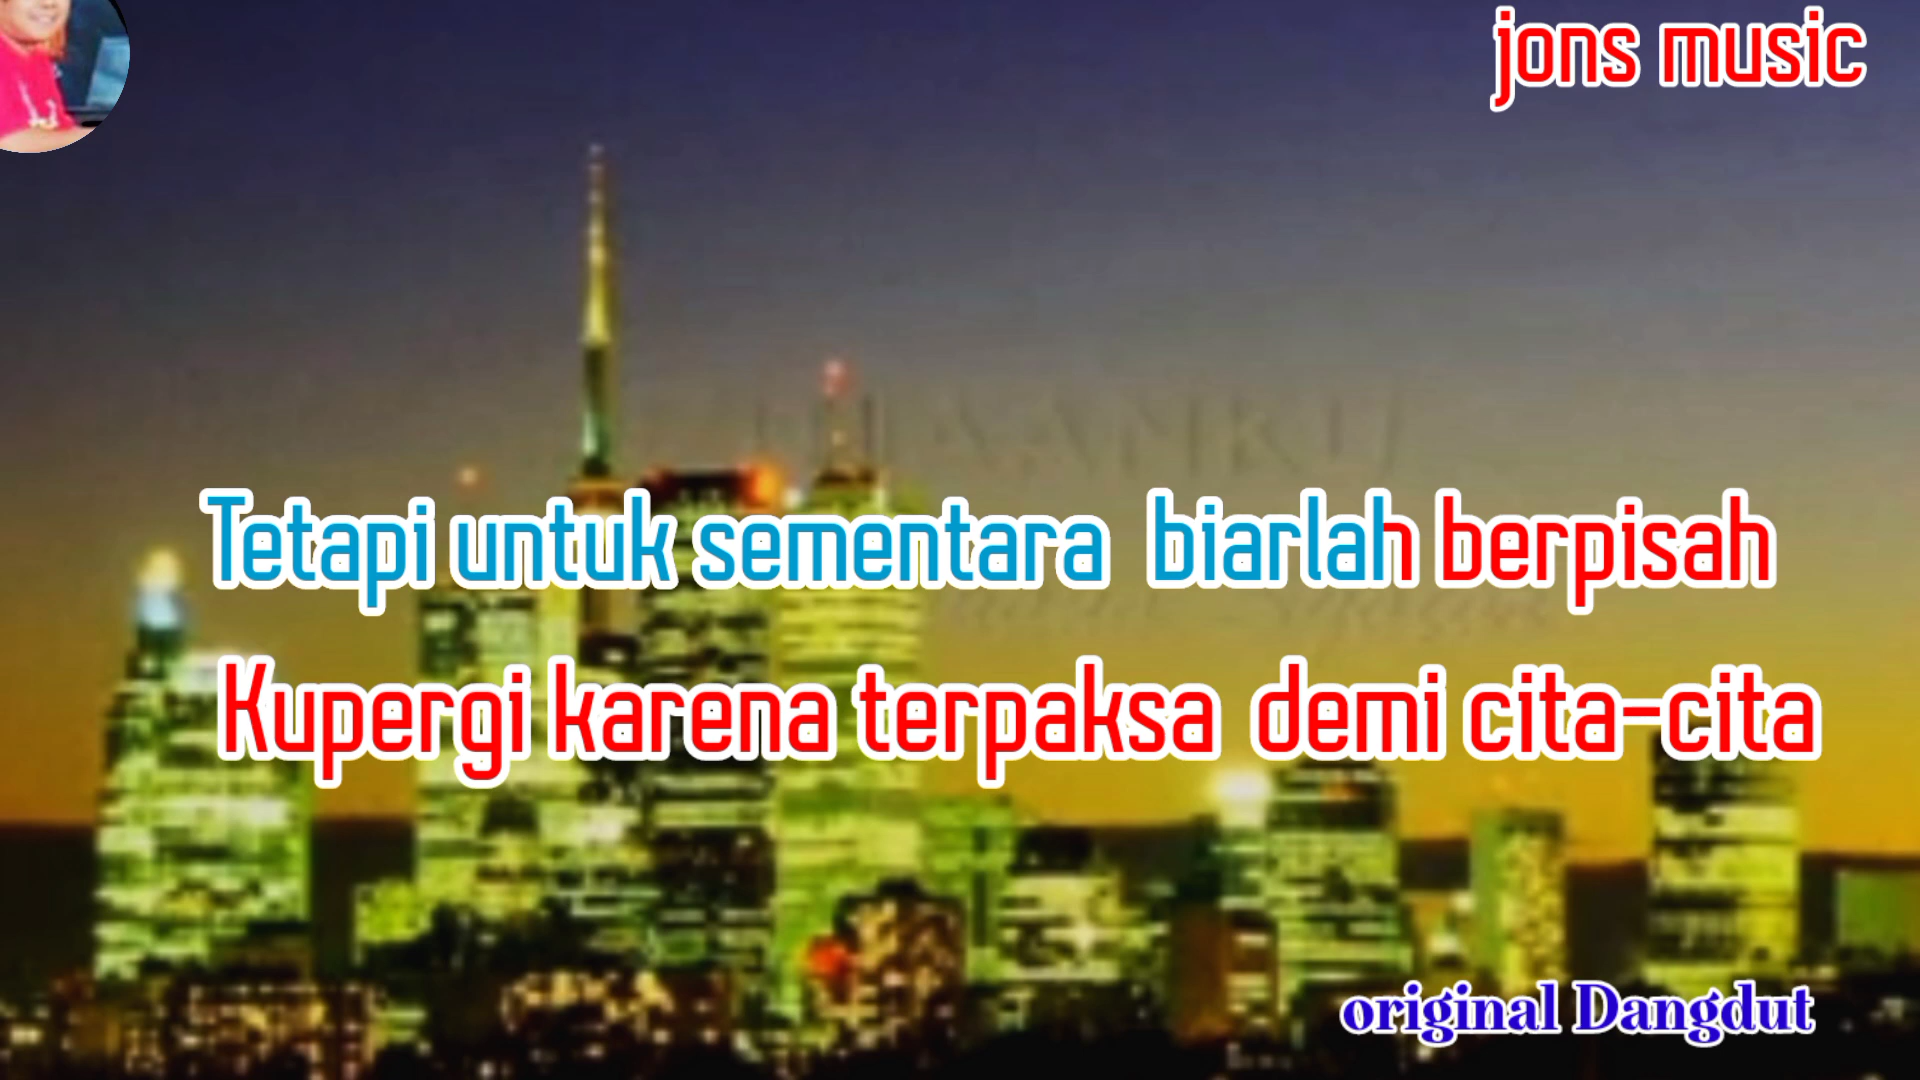 jons music
Tetapi untuk sementara biarlah berpisah
Kupergi karena terpaksa demi cita-cita
original Dangdut